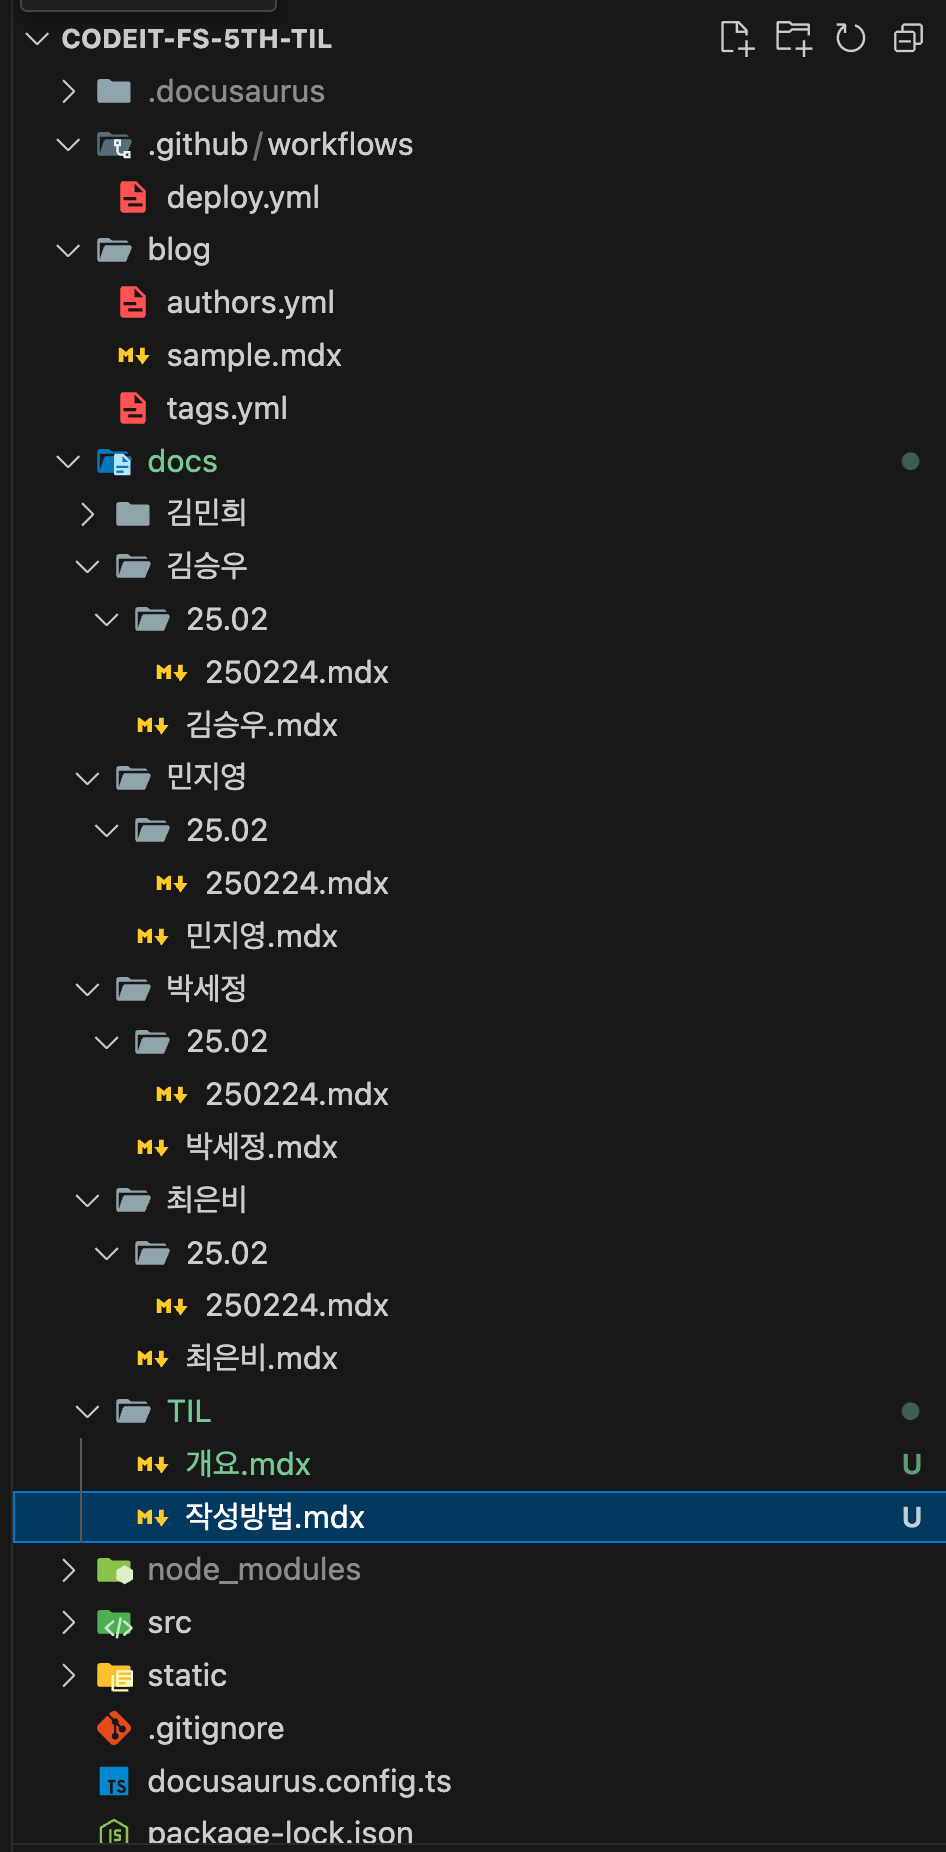 CODEIT-FS-5TH-TIL
.docusaurus
.github/workflows
deploy.yml
blog
authors.yml
sample.mdx
tags.yml
docs
김민희
김승우
25.02
250224.mdx
김승우.mdx
민지영
25.02
250224.mdx
민지영.mdx
박세정
25.02
250224.mdx
박세정.mdx
최은비
25.02
250224.mdx
최은비.mdx
TIL
개요.mdx U
작성방법.mdx U
node_modules
src
static
.gitignore
docusaurus.config.ts
package-lock.json